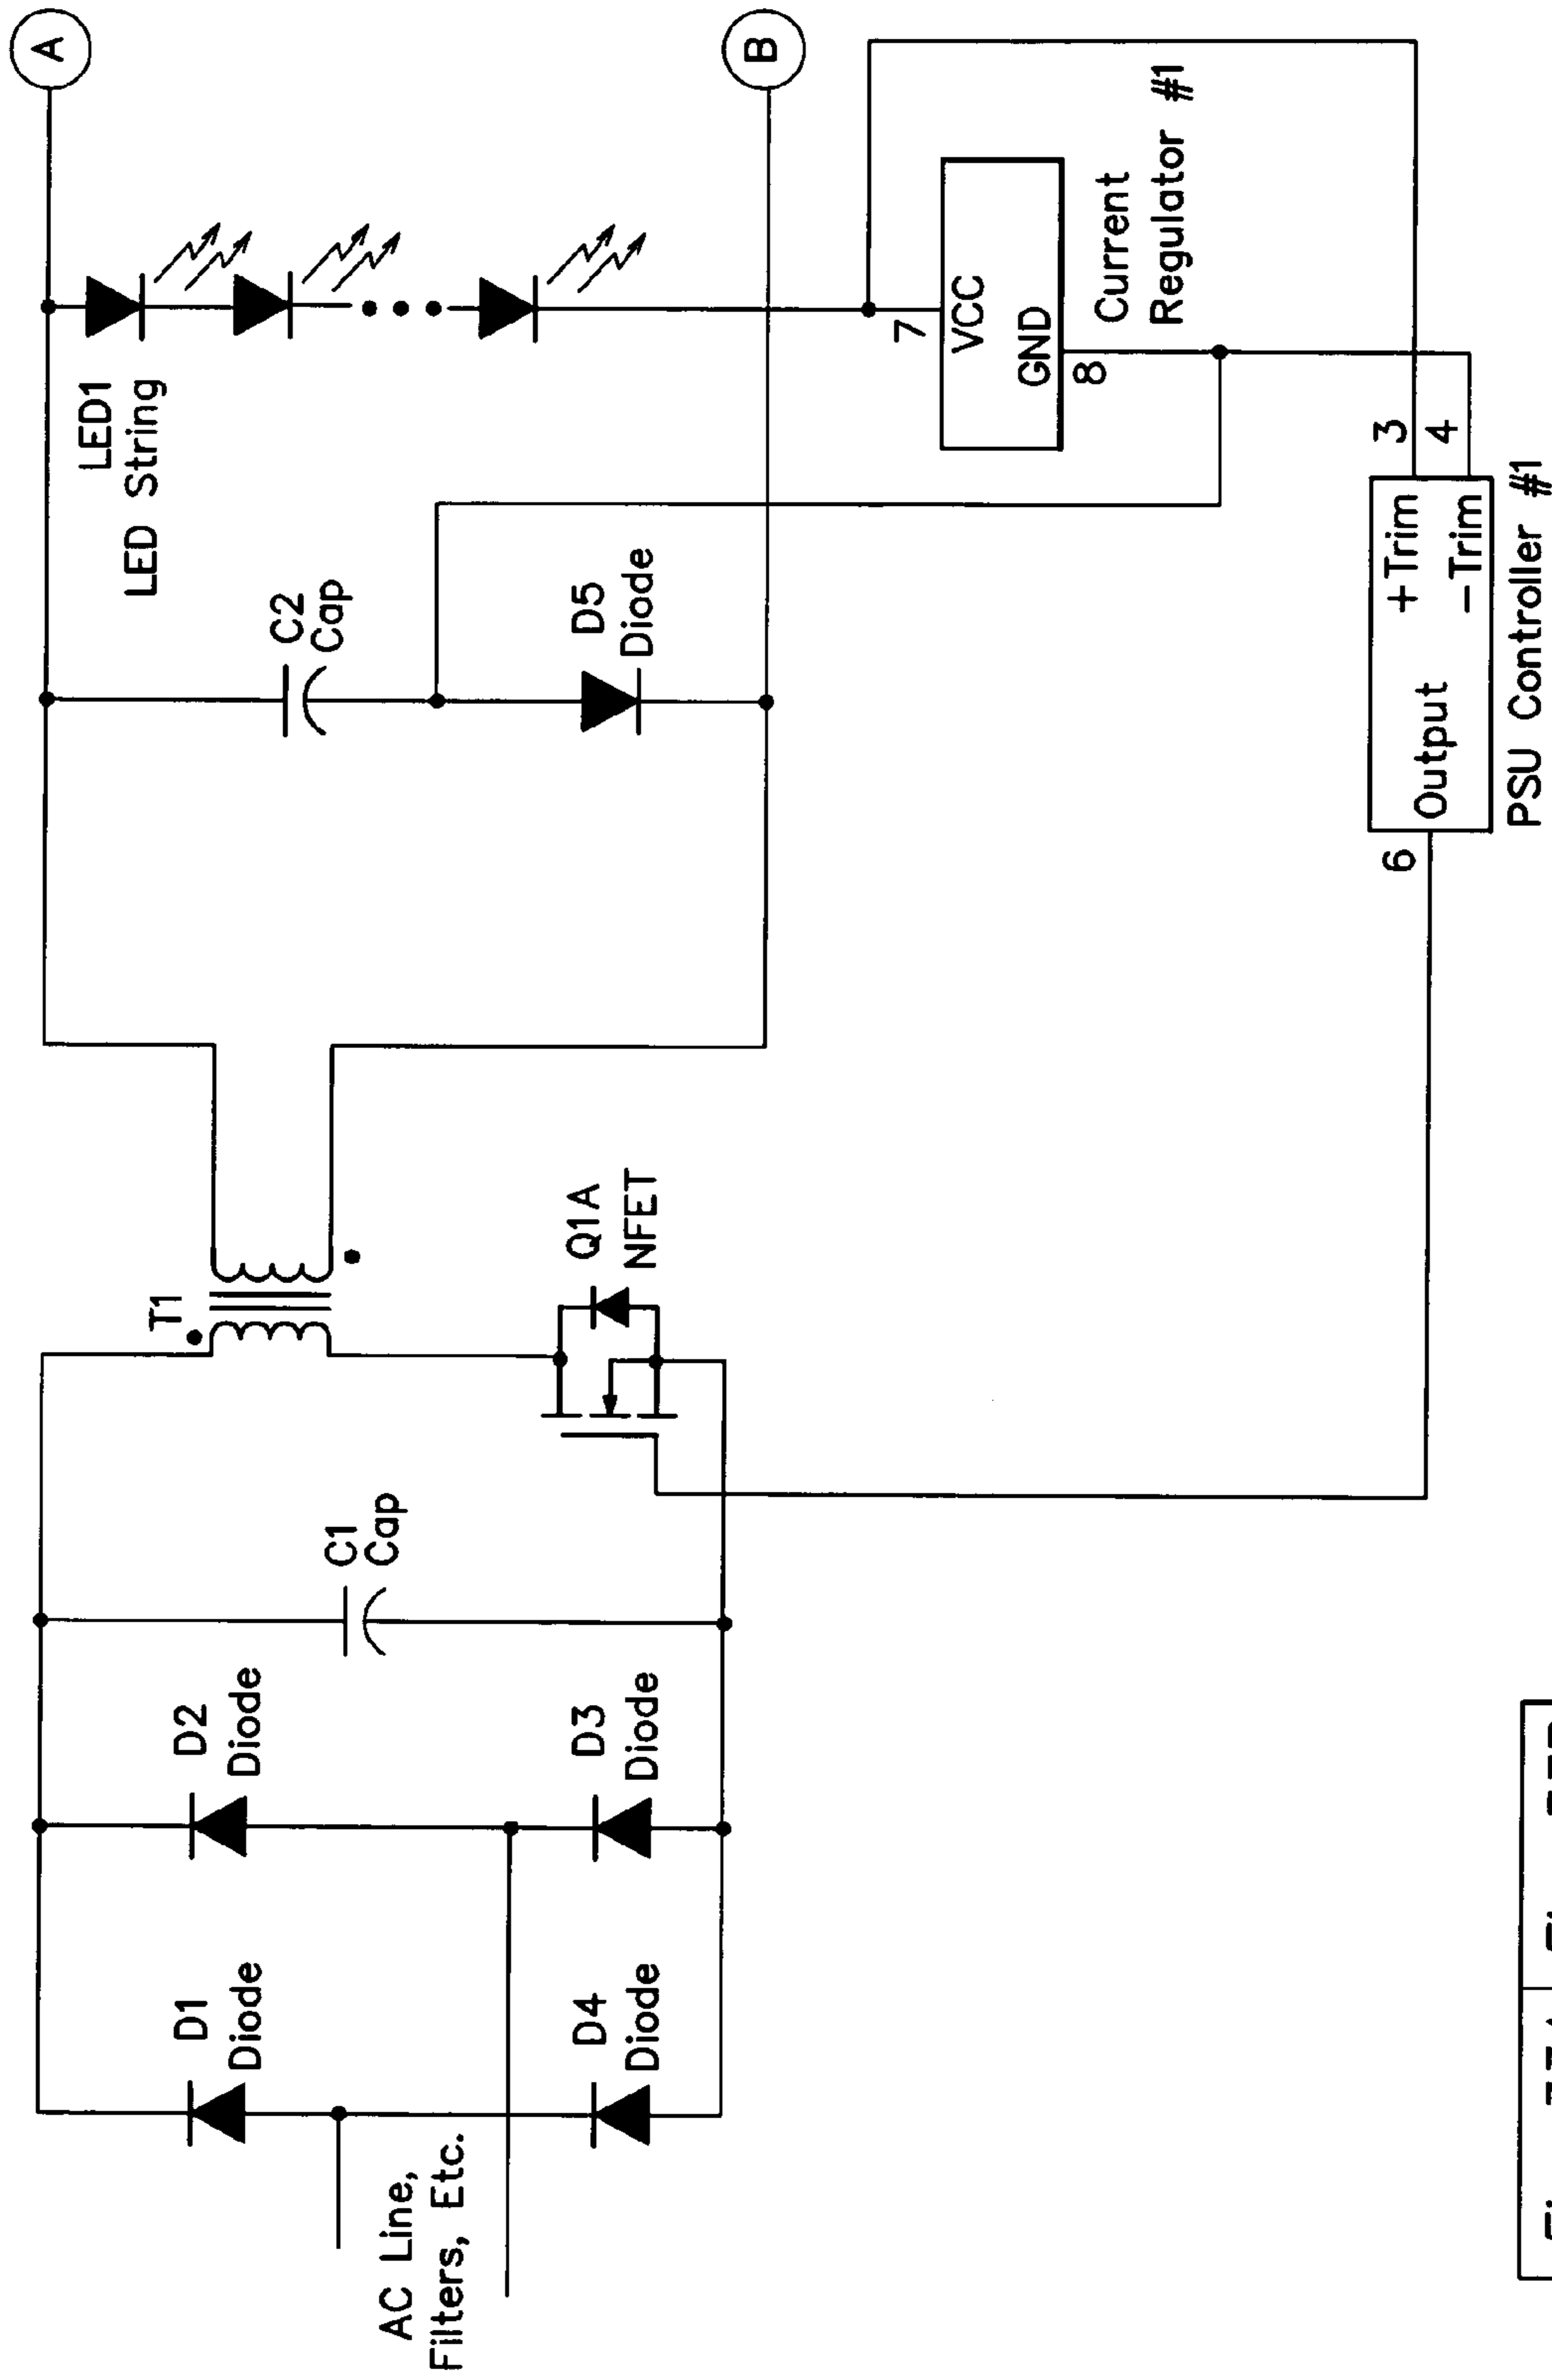 A
B
LED1
LED String
C2
Cap
D5
Diode
7
VCC
GND
8
Current
Regulator #1
3
4
+Trim
−Trim
Output
6
PSU Controller #1
T1
Q1A
NFET
C1
Cap
D2
Diode
D3
Diode
D1
Diode
D4
Diode
AC Line,
Filters, Etc.